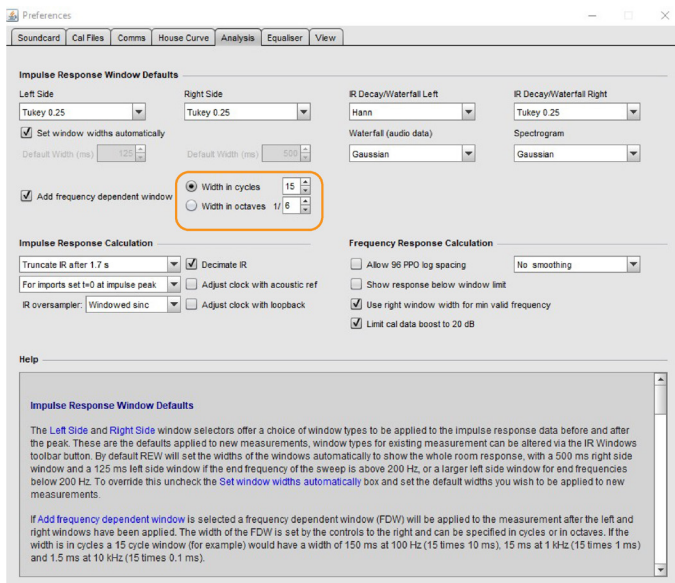 Preferences
Soundcard Cal Files Comms House Curve Analysis Equaliser View
Impulse Response Window Defaults
Left Side Right Side IR Decay/Waterfall Left IR Decay/Waterfall Right
Tukey 0.25 Tukey 0.25 Hann Tukey 0.25
Set window widths automatically Waterfall (audio data) Spectrogram
Default Width (ms) 125 Default Width (ms) 500 Gaussian Gaussian
Width in cycles 15
Add frequency dependent window
Width in octaves 1/ 6
Impulse Response Calculation Frequency Response Calculation
Truncate IR after 1.7 s Decimate IR Allow 96 PPO log spacing No smoothing
For imports set t=0 at impulse peak Adjust clock with acoustic ref Show response below window limit
IR oversampler: Windowed sinc Adjust clock with loopback Use right window width for min valid frequency
Limit cal data boost to 20 dB
Help
Impulse Response Window Defaults
The Left Side and Right Side window selectors offer a choice of window types to be applied to the impulse response data before and after
the peak. These are the defaults applied to new measurements, window types for existing measurement can be altered via the IR Windows
toolbar button. By default REW will set the widths of the windows automatically to show the whole room response, with a 500 ms right side
window and a 125 ms left side window if the end frequency of the sweep is above 200 Hz, or a larger left side window for end frequencies
below 200 Hz. To override this uncheck the Set window widths automatically box and set the default widths you wish to be applied to new
measurements.
If Add frequency dependent window is selected a frequency dependent window (FDW) will be applied to the measurement after the left and
right windows have been applied. The width of the FDW is set by the controls to the right and can be specified in cycles or in octaves. If the
width is in cycles a 15 cycle window (for example) would have a width of 150 ms at 100 Hz (15 times 10 ms), 15 ms at 1 kHz (15 times 1 ms)
and 1.5 ms at 10 kHz (15 times 0.1 ms).